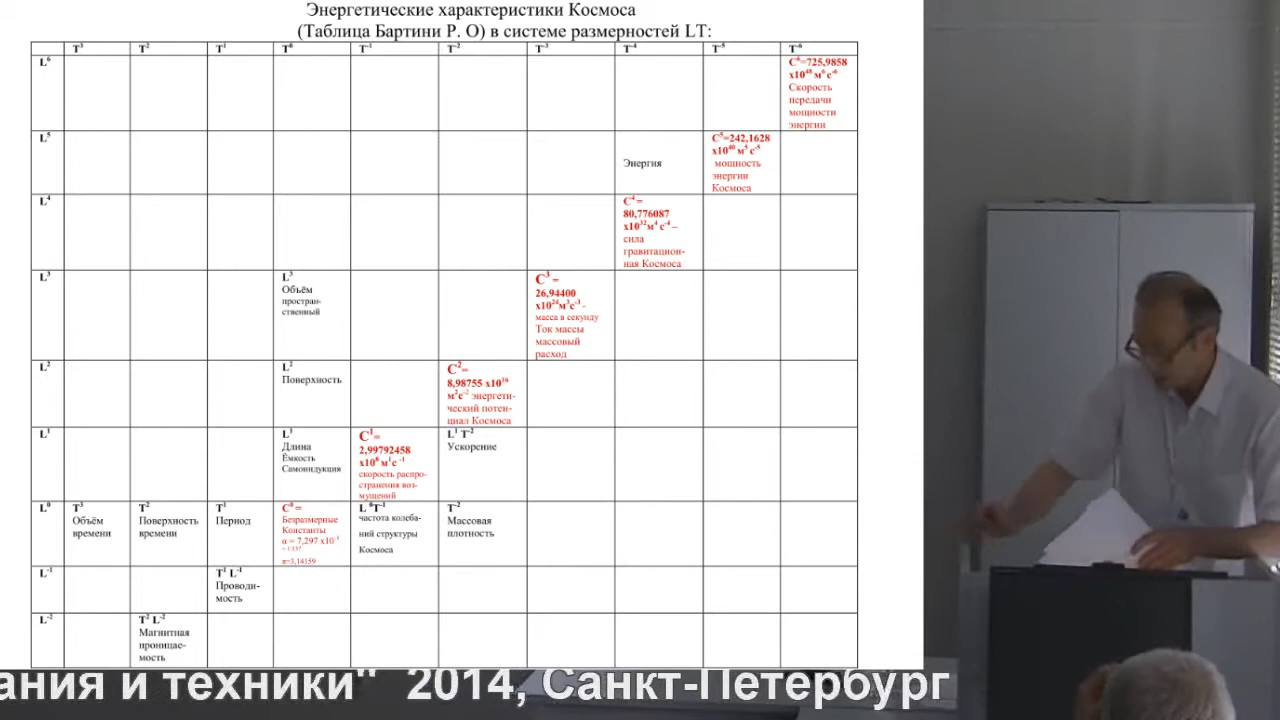 Энергетические характеристики Космоса
(Таблица Бартини Р. О) в системе размерностей LT:
T³ T² T¹ T⁰ T⁻¹ T⁻² T⁻³ T⁻⁴ T⁻⁵ T⁻⁶
L⁶
C⁶=725,9858
x10⁴⁸ м⁶ с⁻⁶
Скорость
передачи
мощности
энергии
L⁵
Энергия
C⁵=242,1628
x10⁴⁰ м⁵ с⁻⁵
мощность
энергии
Космоса
L⁴
C⁴ =
80,776087
x10³²м⁴ с⁻⁴ –
сила
гравитацион-
ная Космоса
L³
L³
Объём
простран-
ственный
C³ =
26,94400
x10²⁴м³с⁻³ -
масса в секунду
Ток массы
массовый
расход
L²
L²
Поверхность
C²=
8,98755 x10¹⁶
м²с⁻² энергети-
ческий потен-
циал Космоса
L¹
L¹
Длина
Ёмкость
Самоиндукция
C¹=
2,99792458
x10⁸ м¹с ⁻¹
скорость распро-
странения воз-
мущений
L¹ T⁻²
Ускорение
L⁰
T³
Объём
времени
T²
Поверхность
времени
T¹
Период
C⁰ =
Безразмерные
Константы
α = 7,297 x10⁻³
= 1/137
π=3,14159
L ⁰T⁻¹
частота колеба-
ний структуры
Космоса
T⁻²
Массовая
плотность
L⁻¹
T¹ L⁻¹
Проводи-
мость
L⁻²
T² L⁻²
Магнитная
проницае-
мость
ания и техники" 2014, Санкт-Петербург